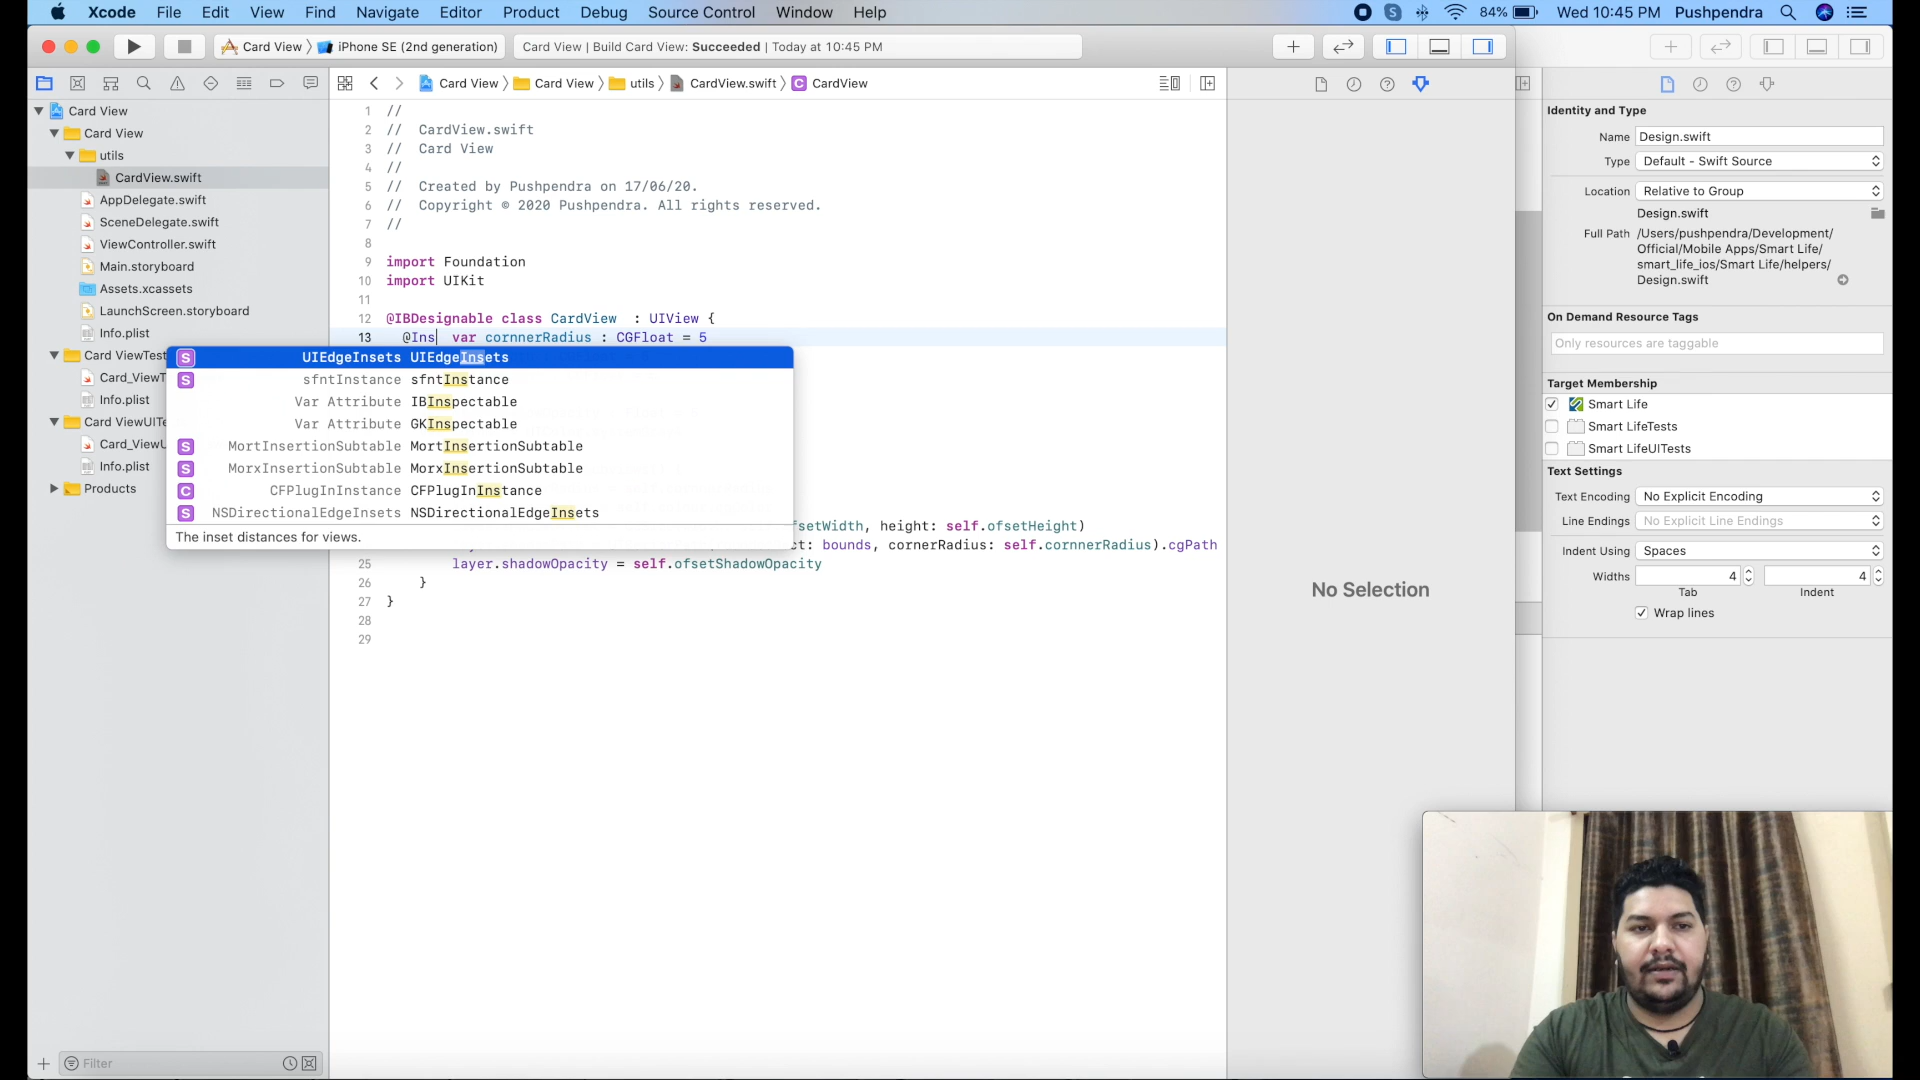 Xcode File Edit View Find Navigate Editor Product Debug Source Control Window Help
84% Wed 10:45 PM Pushpendra
Card View iPhone SE (2nd generation)
Card View | Build Card View: Succeeded | Today at 10:45 PM
Card View Card View utils CardView.swift CardView
Card View
Card View
utils
CardView.swift
AppDelegate.swift
SceneDelegate.swift
ViewController.swift
Main.storyboard
Assets.xcassets
LaunchScreen.storyboard
Info.plist
Card ViewTest
Card_ViewT
Info.plist
Card ViewUITe
Card_ViewU
Info.plist
Products
Filter
1 //
2 // CardView.swift
3 // Card View
4 //
5 // Created by Pushpendra on 17/06/20.
6 // Copyright © 2020 Pushpendra. All rights reserved.
7 //
8
9 import Foundation
10 import UIKit
11
12 @IBDesignable class CardView : UIView {
13 @Ins var cornnerRadius : CGFloat = 5
UIEdgeInsets UIEdgeInsets
sfntInstance sfntInstance
Var Attribute IBInspectable
Var Attribute GKInspectable
MortInsertionSubtable MortInsertionSubtable
MorxInsertionSubtable MorxInsertionSubtable
CFPlugInInstance CFPlugInInstance
NSDirectionalEdgeInsets NSDirectionalEdgeInsets
The inset distances for views.
fsetWidth, height: self.ofsetHeight)
ct: bounds, cornerRadius: self.cornnerRadius).cgPath
25 layer.shadowOpacity = self.ofsetShadowOpacity
26 }
27 }
28
29
No Selection
Identity and Type
Name Design.swift
Type Default - Swift Source
Location Relative to Group
Design.swift
Full Path /Users/pushpendra/Development/
Official/Mobile Apps/Smart Life/
smart_life_ios/Smart Life/helpers/
Design.swift
On Demand Resource Tags
Only resources are taggable
Target Membership
Smart Life
Smart LifeTests
Smart LifeUITests
Text Settings
Text Encoding No Explicit Encoding
Line Endings No Explicit Line Endings
Indent Using Spaces
Widths 4 4
Tab Indent
Wrap lines